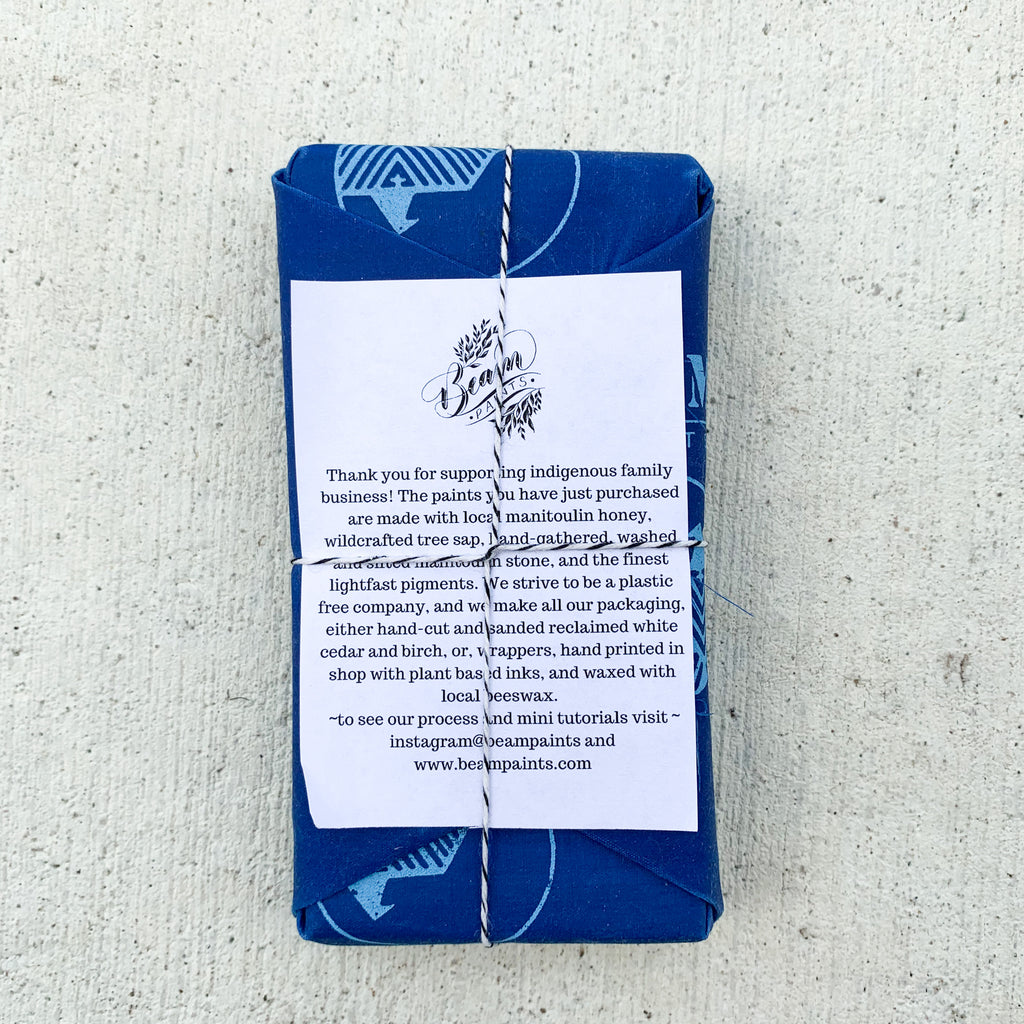 Beam
PAINTS
Thank you for supporting indigenous family
business! The paints you have just purchased
are made with local manitoulin honey,
wildcrafted tree sap, hand-gathered, washed
and sifted manitoulin stone, and the finest
lightfast pigments. We strive to be a plastic
free company, and we make all our packaging,
either hand-cut and sanded reclaimed white
cedar and birch, or, wrappers, hand printed in
shop with plant based inks, and waxed with
local beeswax.
~to see our process and mini tutorials visit ~
instagram@beampaints and
www.beampaints.com
M
T